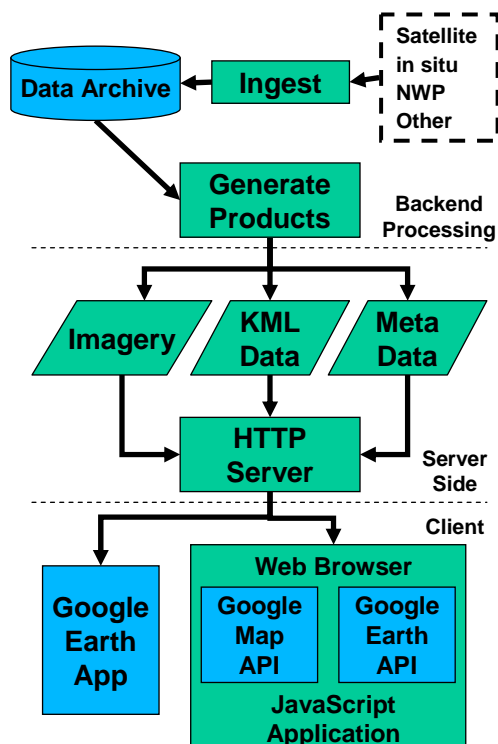 Satellite
in situ
NWP
Other
Ingest
Data Archive
Generate
Products
Backend
Processing
Imagery
KML
Data
Meta
Data
HTTP
Server
Server
Side
Client
Google
Earth
App
Web Browser
Google
Map
API
Google
Earth
API
JavaScript
Application